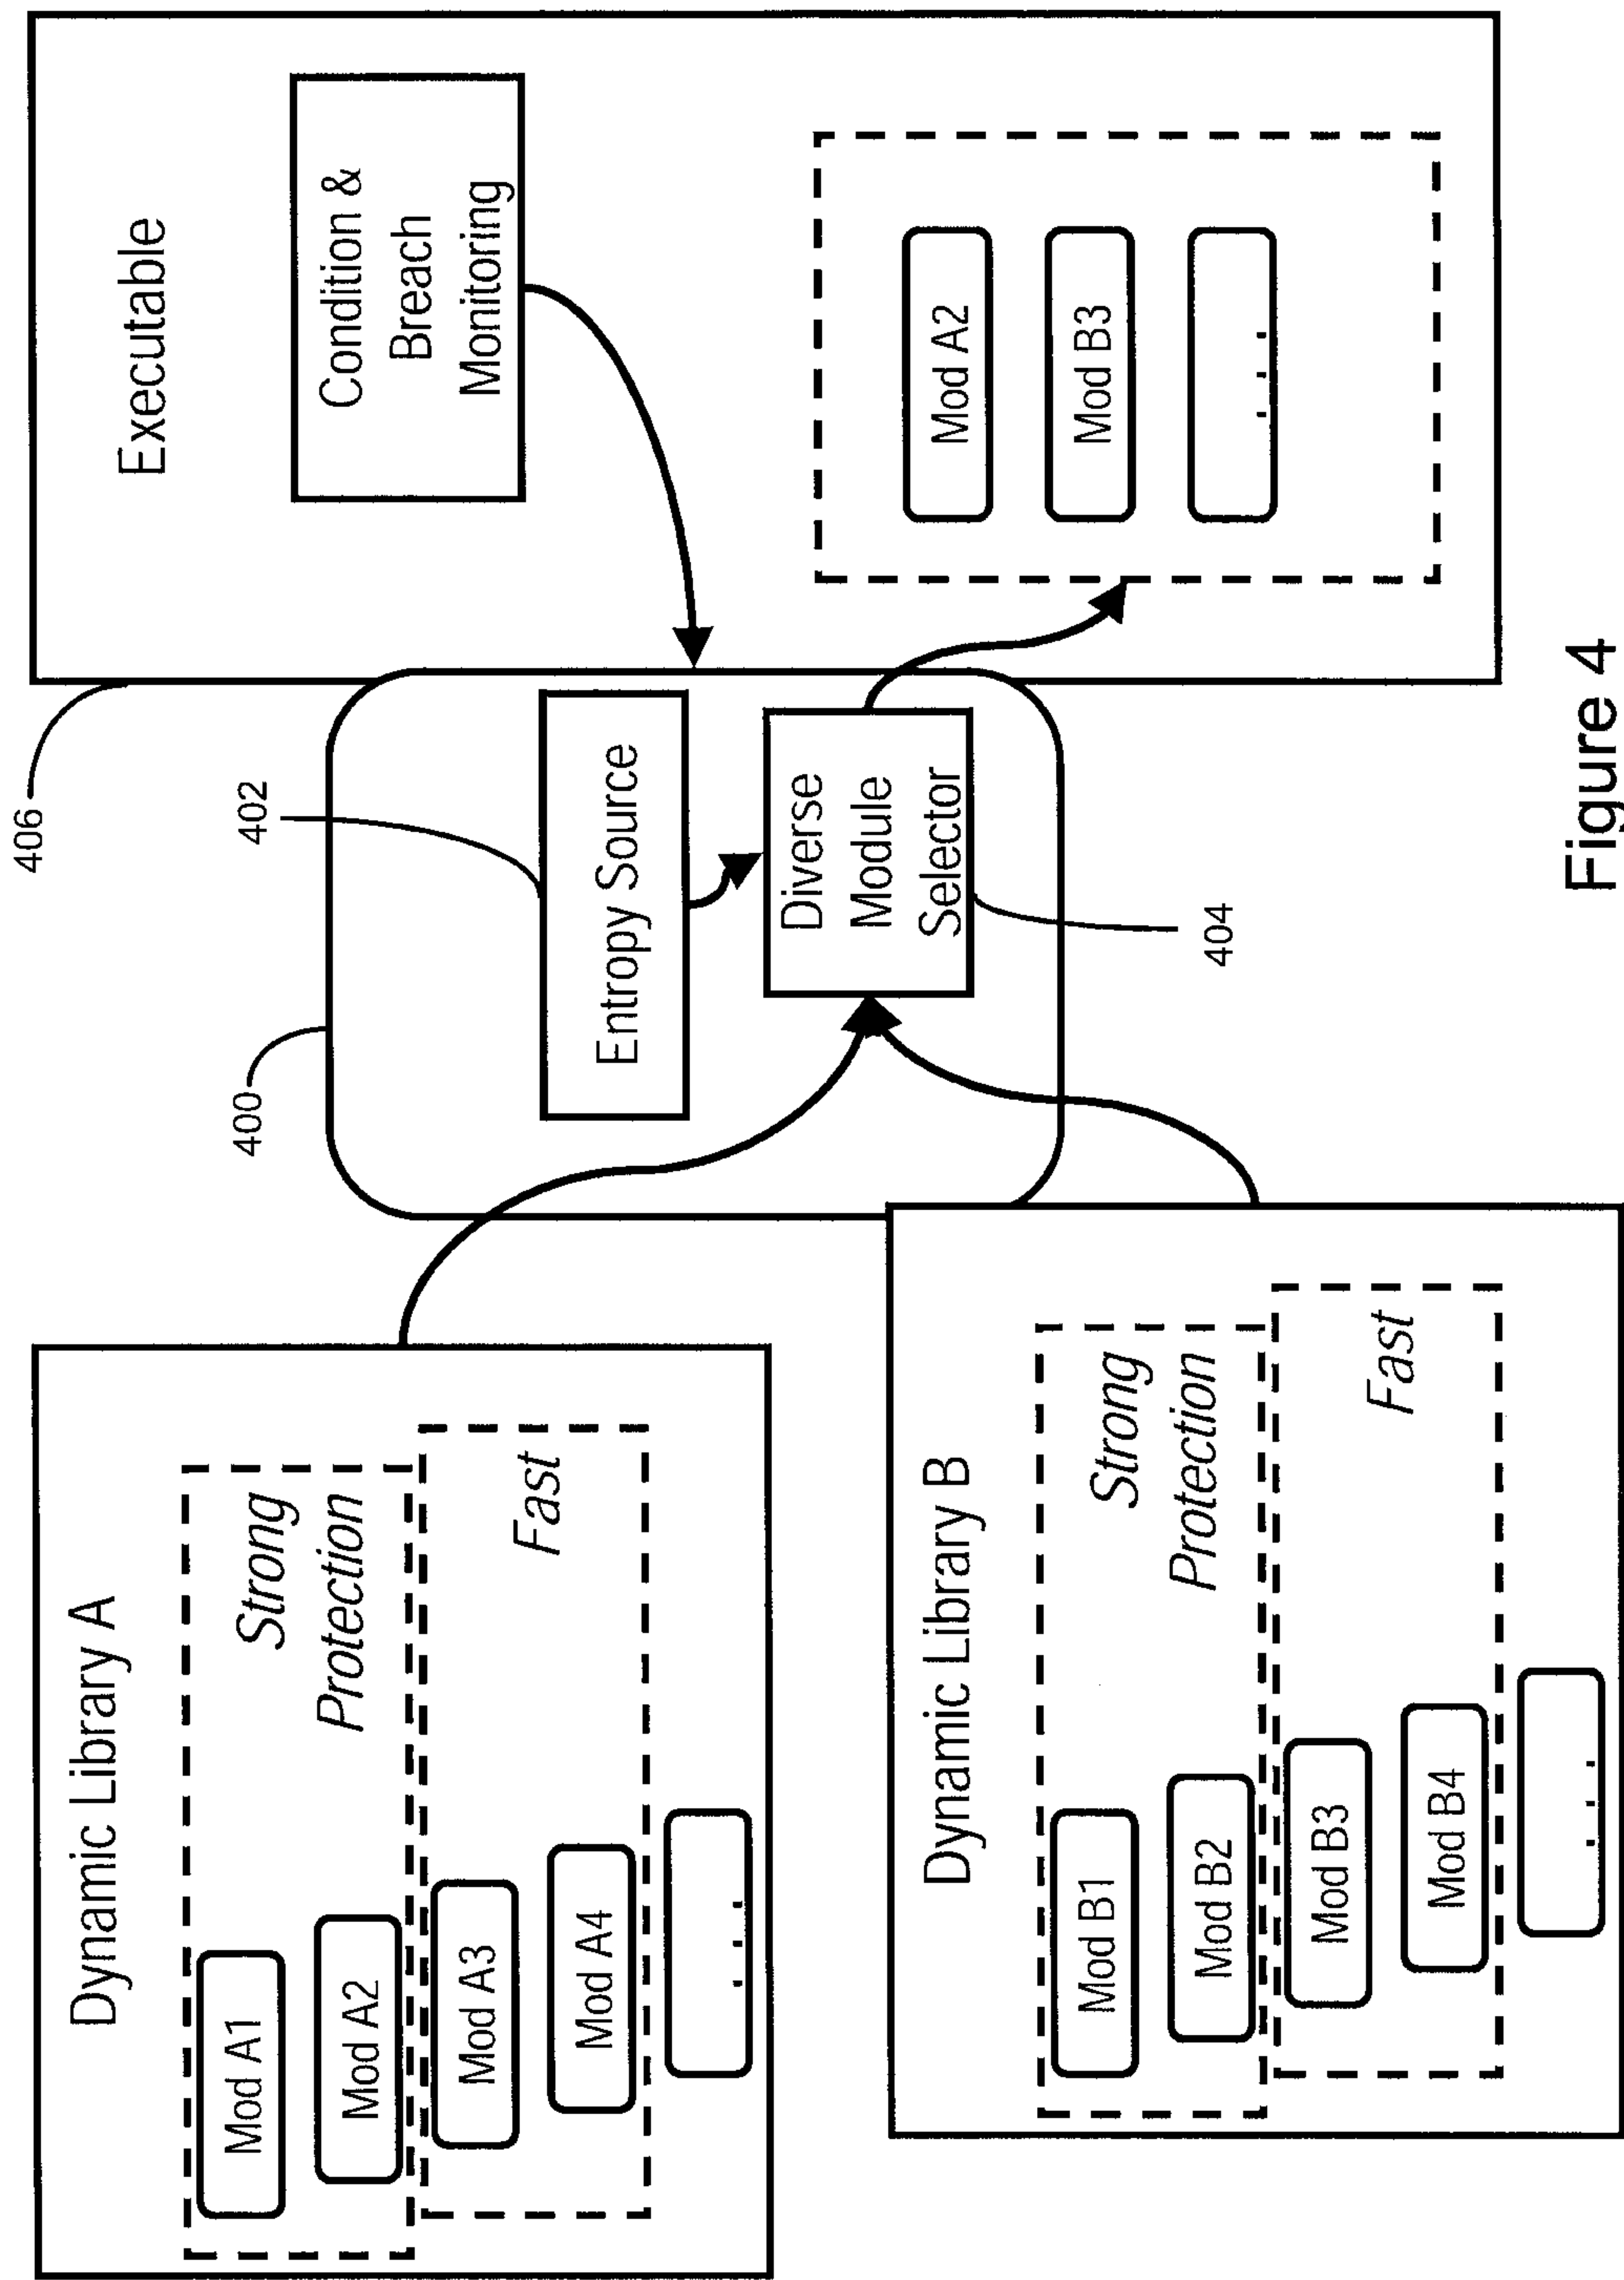 Dynamic Library A
Mod A1
Mod A2
Strong
Protection
Mod A3
Mod A4
Fast
...
Dynamic Library B
Mod B1
Mod B2
Strong
Protection
Mod B3
Mod B4
Fast
...
400
402
Entropy Source
Diverse
Module
Selector
404
406
Executable
Condition &
Breach
Monitoring
Mod A2
Mod B3
...
Figure 4